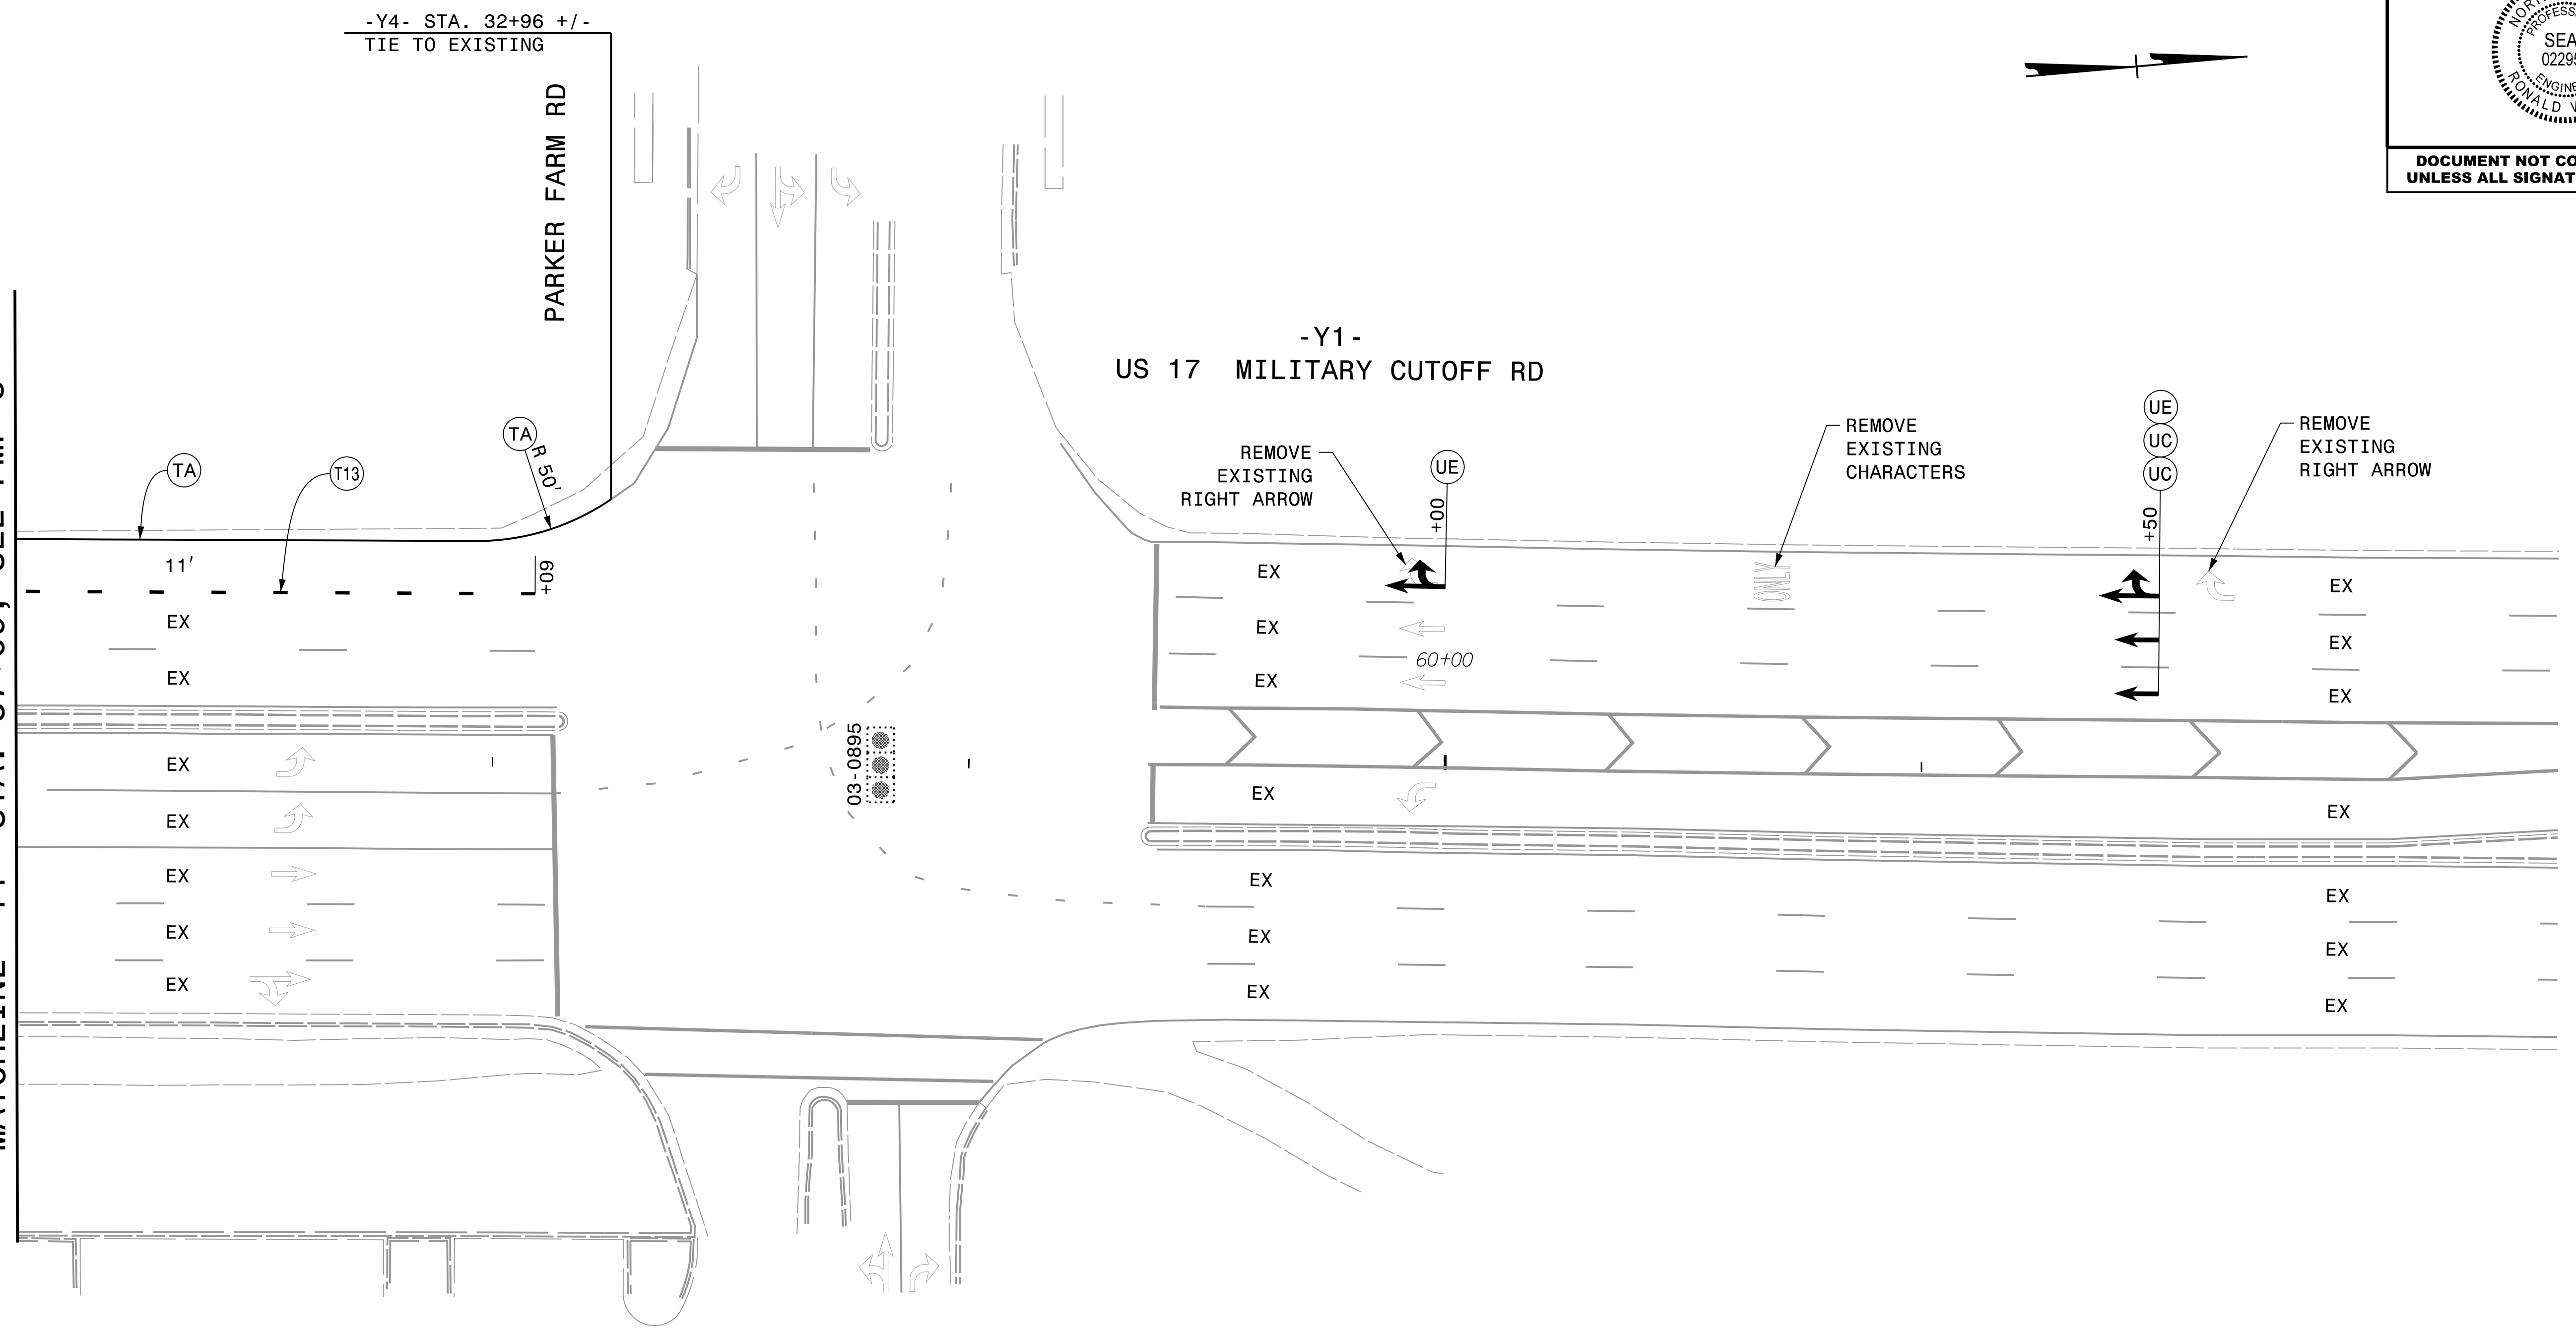 -Y4- STA. 32+96 +/-
TIE TO EXISTING
PARKER FARM RD
SEA
02295
DOCUMENT NOT CO
UNLESS ALL SIGNAT
-Y1-
US 17 MILITARY CUTOFF RD
TA
T13
TA
R 50'
11'
+09
REMOVE
EXISTING
RIGHT ARROW
UE
+00
REMOVE
EXISTING
CHARACTERS
UE
UC
UC
+50
REMOVE
EXISTING
RIGHT ARROW
ONLY
EX
EX
EX
EX
EX
60+00
EX
EX
EX
03-0895
EX
EX
EX
EX
EX
EX
EX
EX
EX
EX
EX
EX
EX
EX